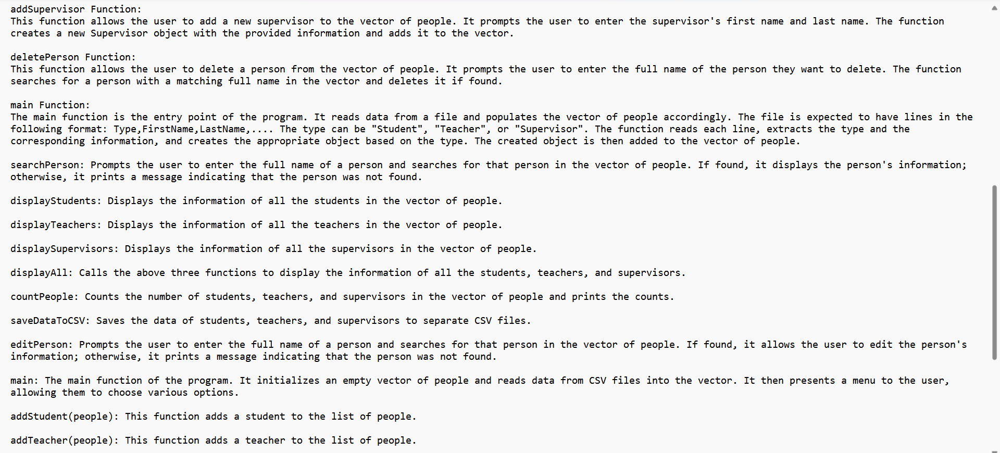 addSupervisor Function:
This function allows the user to add a new supervisor to the vector of people. It prompts the user to enter the supervisor's first name and last name. The function
creates a new Supervisor object with the provided information and adds it to the vector.
deletePerson Function:
This function allows the user to delete a person from the vector of people. It prompts the user to enter the full name of the person they want to delete. The function
searches for a person with a matching full name in the vector and deletes it if found.
main Function:
The main function is the entry point of the program. It reads data from a file and populates the vector of people accordingly. The file is expected to have lines in the
following format: Type,FirstName,LastName,.... The type can be "Student", "Teacher", or "Supervisor". The function reads each line, extracts the type and the
corresponding information, and creates the appropriate object based on the type. The created object is then added to the vector of people.
searchPerson: Prompts the user to enter the full name of a person and searches for that person in the vector of people. If found, it displays the person's information;
otherwise, it prints a message indicating that the person was not found.
displayStudents: Displays the information of all the students in the vector of people.
displayTeachers: Displays the information of all the teachers in the vector of people.
displaySupervisors: Displays the information of all the supervisors in the vector of people.
displayAll: Calls the above three functions to display the information of all the students, teachers, and supervisors.
countPeople: Counts the number of students, teachers, and supervisors in the vector of people and prints the counts.
saveDataToCSV: Saves the data of students, teachers, and supervisors to separate CSV files.
editPerson: Prompts the user to enter the full name of a person and searches for that person in the vector of people. If found, it allows the user to edit the person's
information; otherwise, it prints a message indicating that the person was not found.
main: The main function of the program. It initializes an empty vector of people and reads data from CSV files into the vector. It then presents a menu to the user,
allowing them to choose various options.
addStudent(people): This function adds a student to the list of people.
addTeacher(people): This function adds a teacher to the list of people.